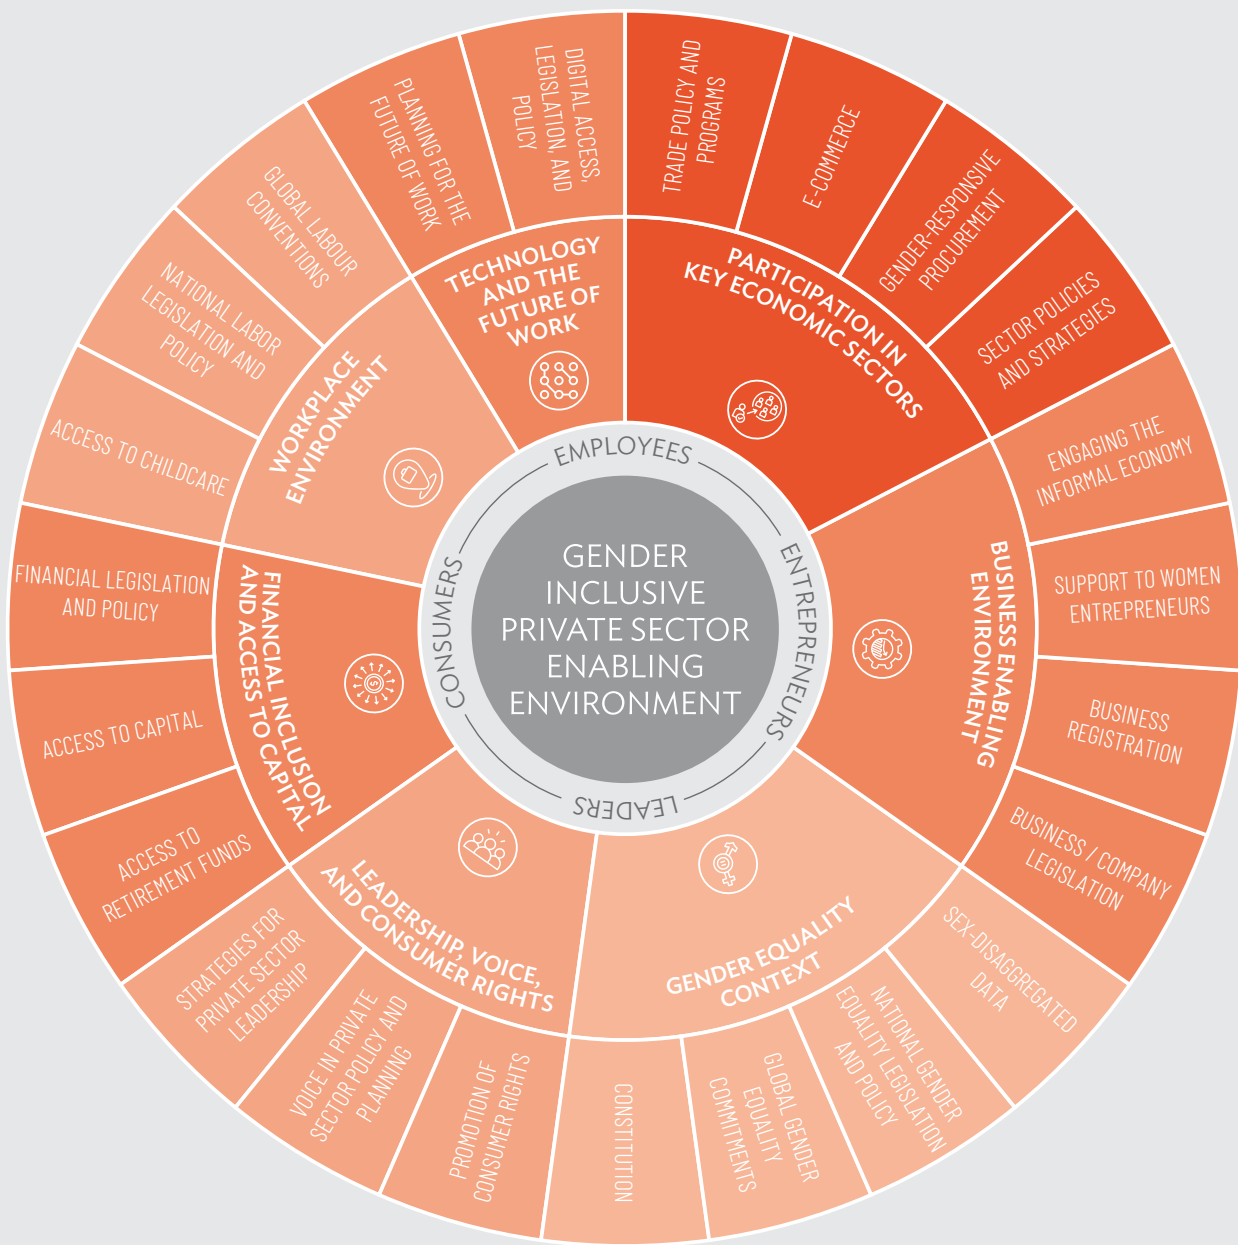 GENDER
INCLUSIVE
PRIVATE SECTOR
ENABLING
ENVIRONMENT
EMPLOYEES
ENTREPRENEURS
LEADERS
CONSUMERS
PARTICIPATION IN
KEY ECONOMIC SECTORS
TRADE POLICY AND
PROGRAMS
E-COMMERCE
GENDER-RESPONSIVE
PROCUREMENT
SECTOR POLICIES
AND STRATEGIES
BUSINESS ENABLING
ENVIRONMENT
ENGAGING THE
INFORMAL ECONOMY
SUPPORT TO WOMEN
ENTREPRENEURS
BUSINESS
REGISTRATION
BUSINESS / COMPANY
LEGISLATION
GENDER EQUALITY
CONTEXT
SEX-DISAGGREGATED
DATA
NATIONAL GENDER
EQUALITY LEGISLATION
AND POLICY
GLOBAL GENDER
EQUALITY
COMMITMENTS
CONSTITUTION
LEADERSHIP, VOICE,
AND CONSUMER RIGHTS
PROMOTION OF
CONSUMER RIGHTS
VOICE IN PRIVATE
SECTOR POLICY AND
PLANNING
STRATEGIES FOR
PRIVATE SECTOR
LEADERSHIP
FINANCIAL INCLUSION
AND ACCESS TO CAPITAL
ACCESS TO
RETIREMENT FUNDS
ACCESS TO CAPITAL
FINANCIAL LEGISLATION
AND POLICY
WORKPLACE
ENVIRONMENT
ACCESS TO CHILDCARE
NATIONAL LABOR
LEGISLATION AND
POLICY
GLOBAL LABOUR
CONVENTIONS
TECHNOLOGY
AND THE
FUTURE OF
WORK
PLANNING FOR THE
FUTURE OF WORK
DIGITAL ACCESS,
LEGISLATION, AND
POLICY